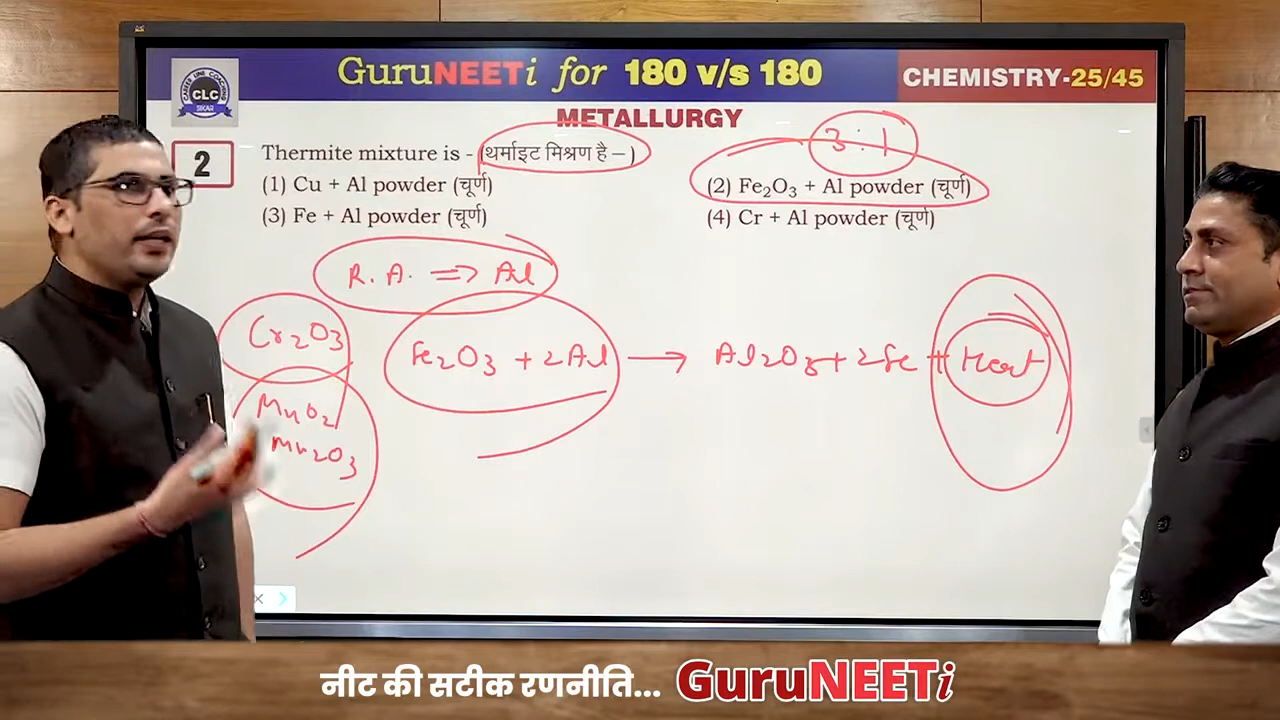 GuruNEETi for 180 v/s 180
CHEMISTRY-25/45
CLC
SIKAR
METALLURGY
3:1
2
Thermite mixture is - (थर्माइट मिश्रण है – )
(1) Cu + Al powder (चूर्ण)
(2) Fe₂O₃ + Al powder (चूर्ण)
(3) Fe + Al powder (चूर्ण)
(4) Cr + Al powder (चूर्ण)
R.A. ⇒ Al
Cr₂O₃
Fe₂O₃ + 2Al → Al₂O₃ + 2Fe + Heat
MnO₂
Mn₂O₃
नीट की सटीक रणनीति... GuruNEETi